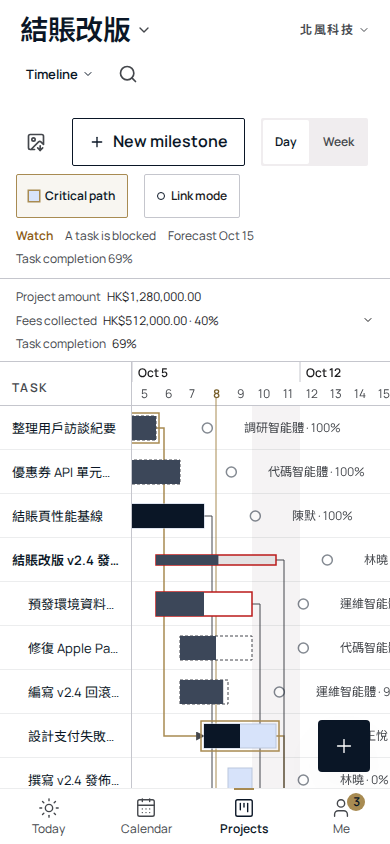 結賬改版
北風科技
Timeline
New milestone
Day
Week
Critical path
Link mode
Watch A task is blocked Forecast Oct 15
Task completion 69%
Project amount HK$1,280,000.00
Fees collected HK$512,000.00 · 40%
Task completion 69%
TASK
Oct 5
Oct 12
5 6 7 8 9 10 11 12 13 14 15
整理用戶訪談紀要
調研智能體 · 100%
優惠券 API 單元…
代碼智能體 · 100%
結賬頁性能基線
陳默 · 100%
結賬改版 v2.4 發…
林曉
預發環境資料…
運維智能
修復 Apple Pa…
代碼智能體
編寫 v2.4 回滾…
運維智能體 · 9
設計支付失敗…
王悅
撰寫 v2.4 發佈…
林曉 · 0%
Today
Calendar
Projects
3
Me